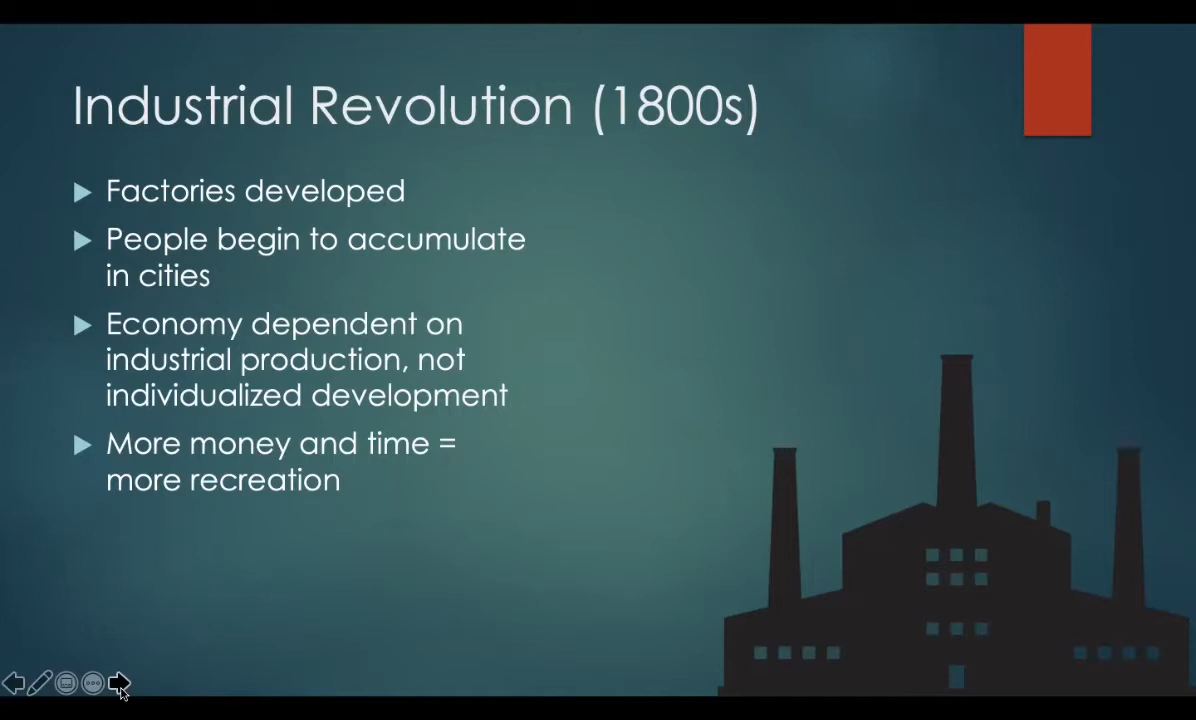 Industrial Revolution (1800s)
Factories developed
People begin to accumulate
in cities
Economy dependent on
industrial production, not
individualized development
More money and time =
more recreation